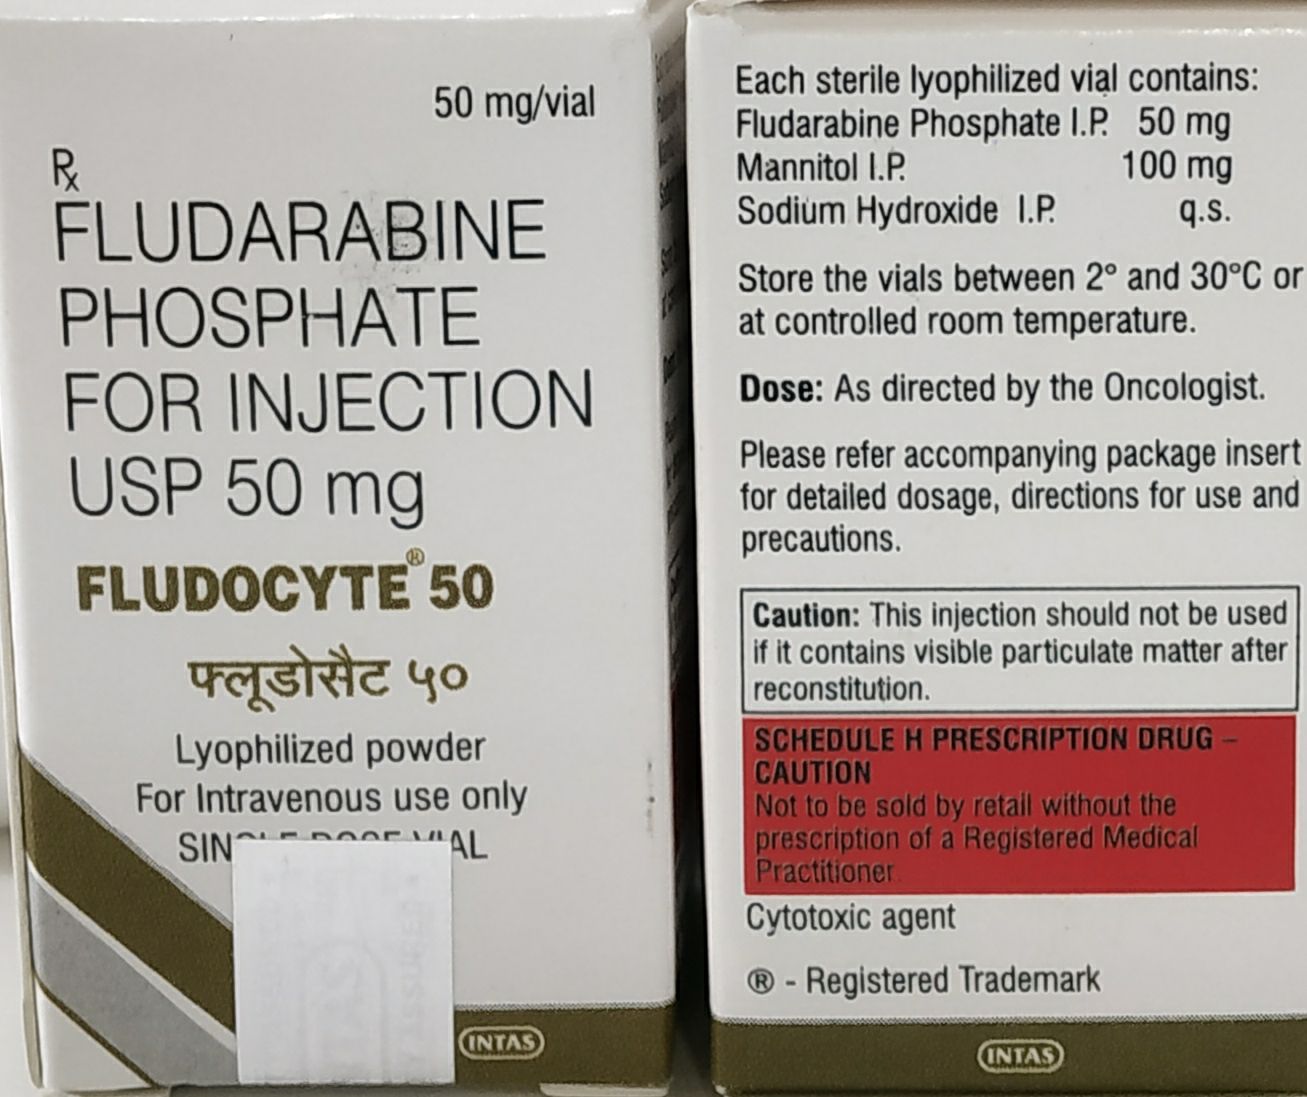 50 mg/vial
Rx
FLUDARABINE
PHOSPHATE
FOR INJECTION
USP 50 mg
FLUDOCYTE® 50
फ्लूडोसैट ५०
Lyophilized powder
For Intravenous use only
SINGLE DOSE VIAL
INTAS
Each sterile lyophilized vial contains:
Fludarabine Phosphate I.P. 50 mg
Mannitol I.P. 100 mg
Sodium Hydroxide I.P. q.s.
Store the vials between 2° and 30°C or
at controlled room temperature.
Dose: As directed by the Oncologist.
Please refer accompanying package insert
for detailed dosage, directions for use and
precautions.
Caution: This injection should not be used
if it contains visible particulate matter after
reconstitution.
SCHEDULE H PRESCRIPTION DRUG –
CAUTION
Not to be sold by retail without the
prescription of a Registered Medical
Practitioner.
Cytotoxic agent
® - Registered Trademark
INTAS